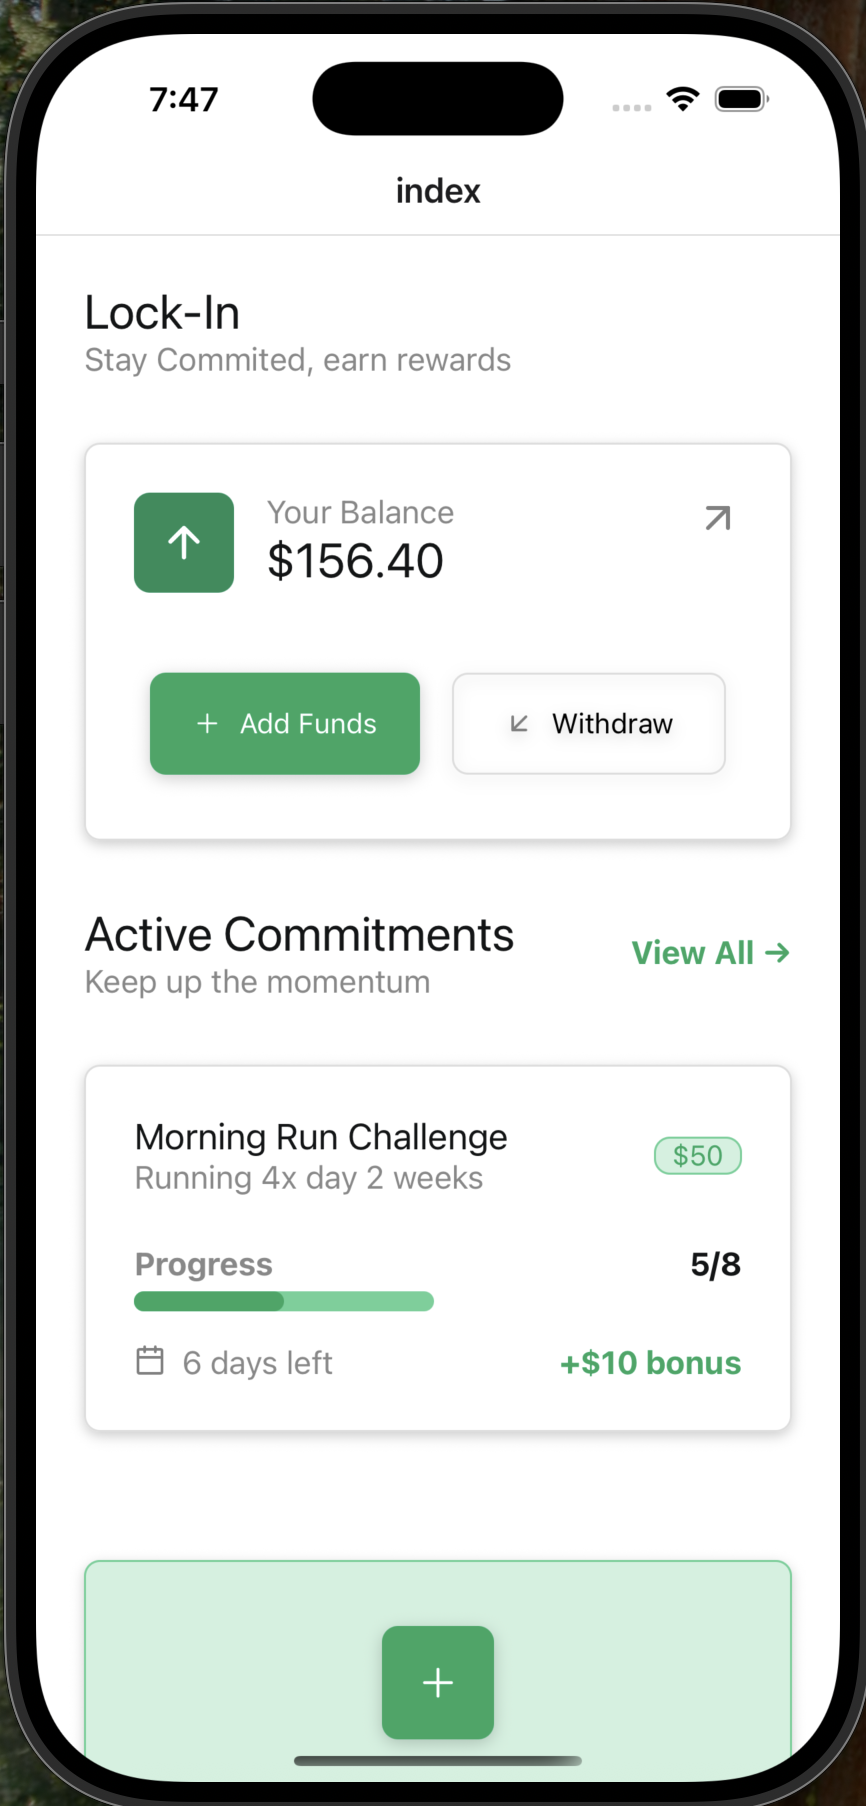 7:47
index
Lock-In
Stay Commited, earn rewards
Your Balance
$156.40
Add Funds
Withdraw
Active Commitments
Keep up the momentum
View All →
Morning Run Challenge
Running 4x day 2 weeks
$50
Progress
5/8
6 days left
+$10 bonus